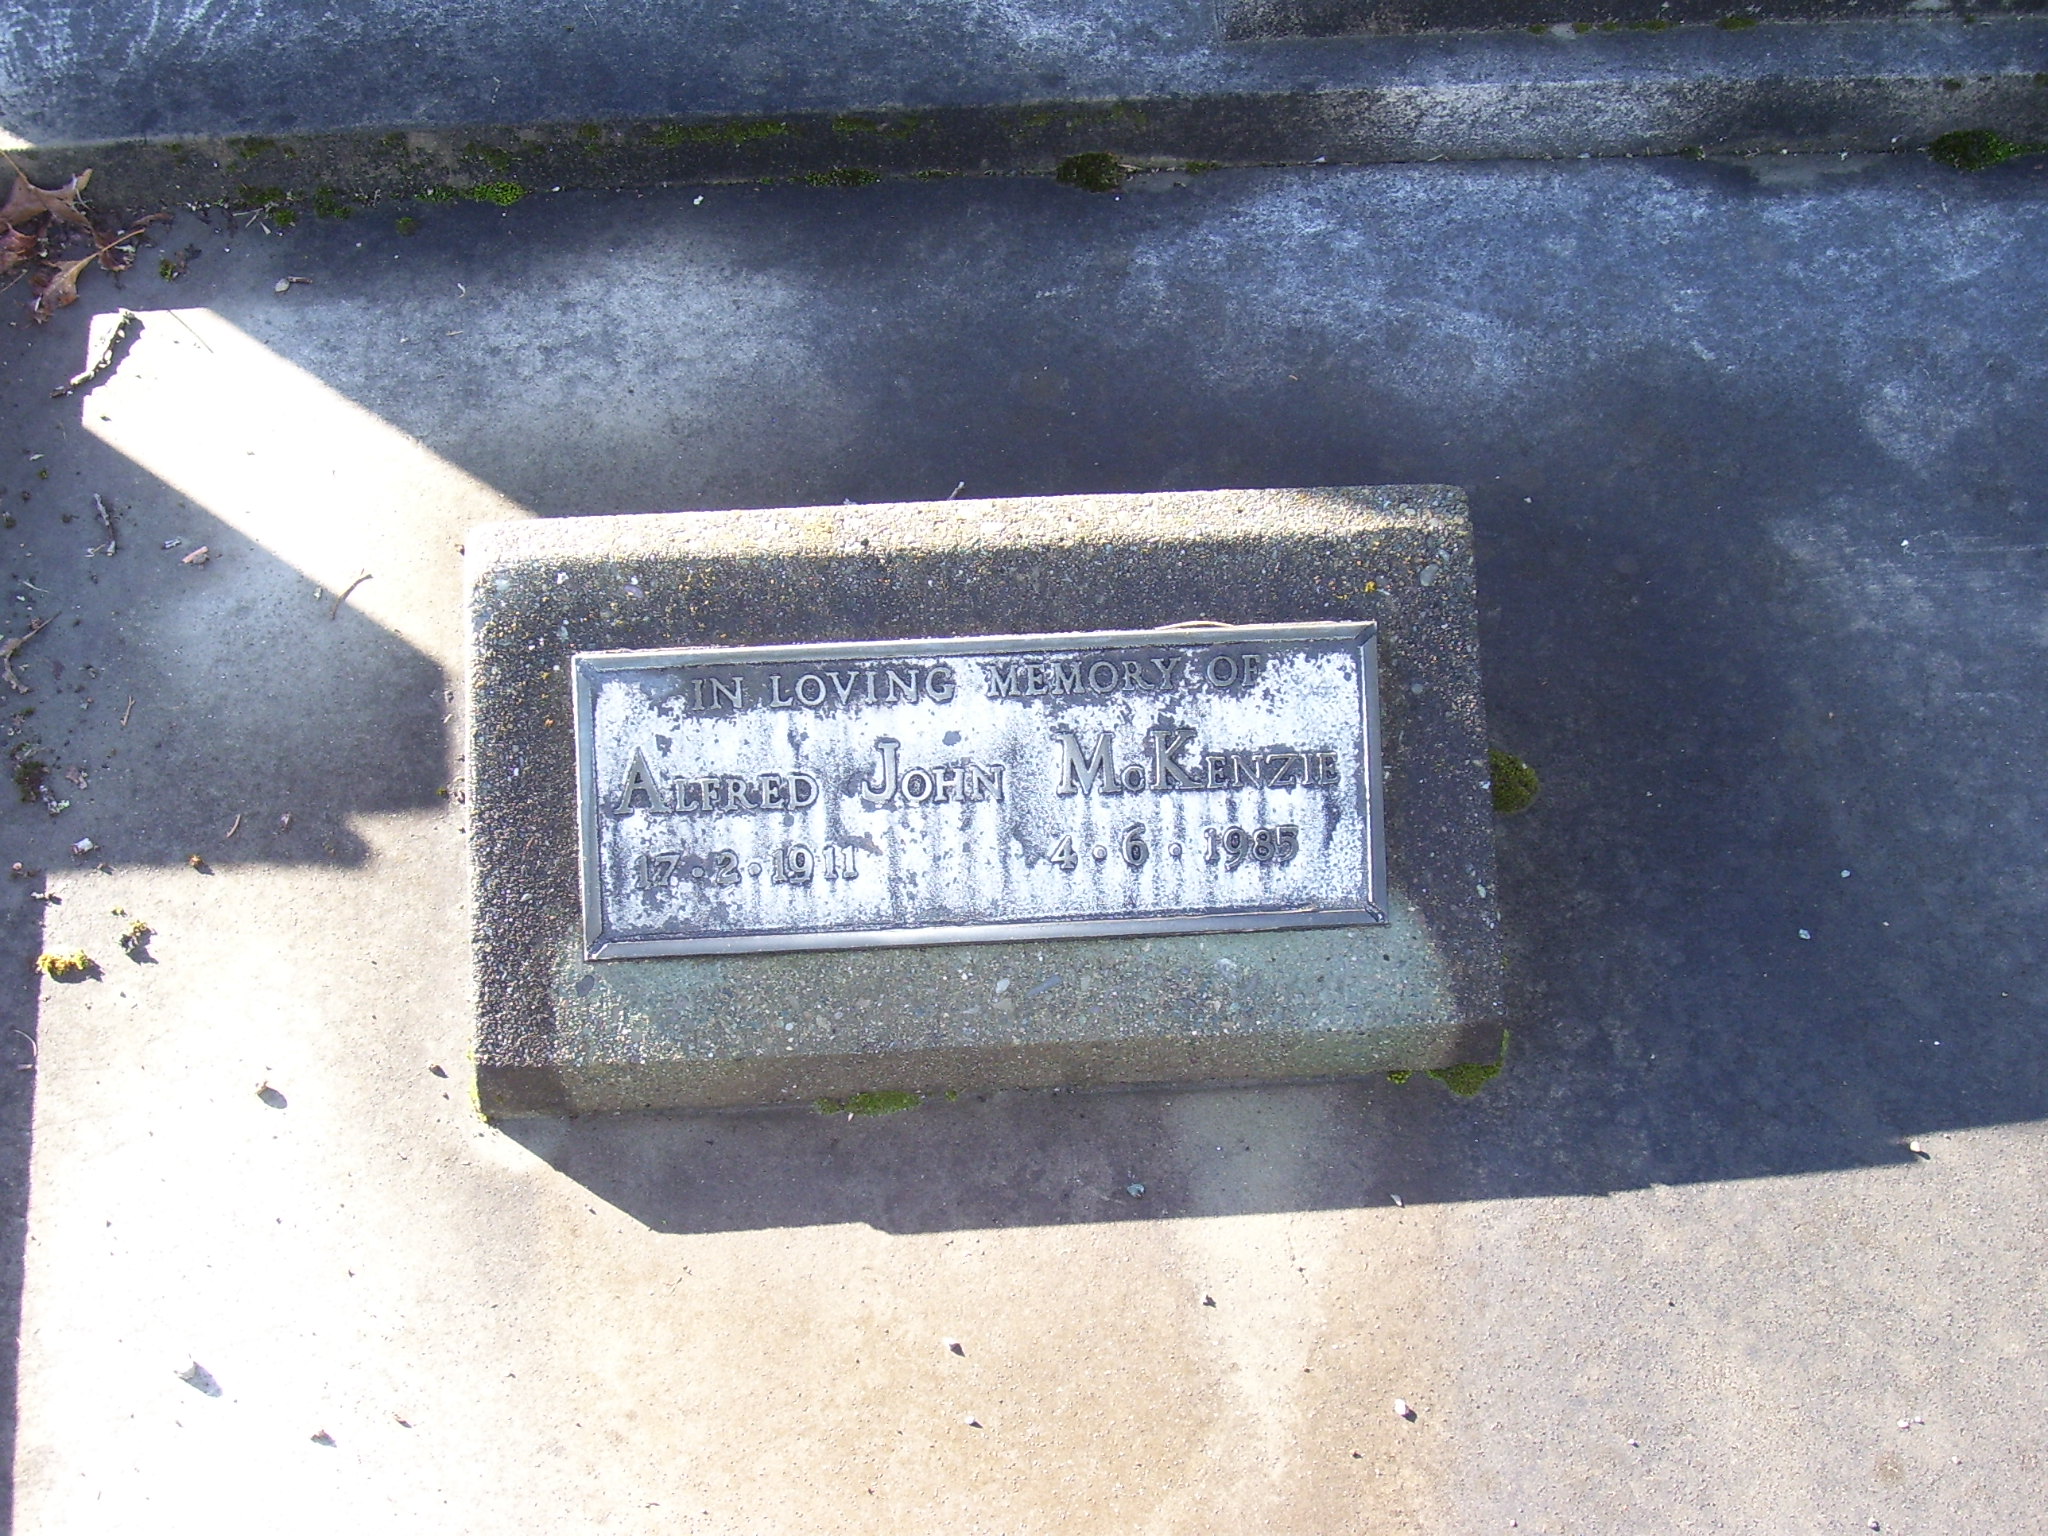 IN LOVING MEMORY OF
ALFRED JOHN MCKENZIE
17·2·1911 4·6·1985